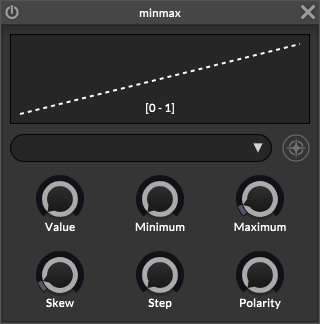 minmax
[0 - 1]
Value
Minimum
Maximum
Skew
Step
Polarity